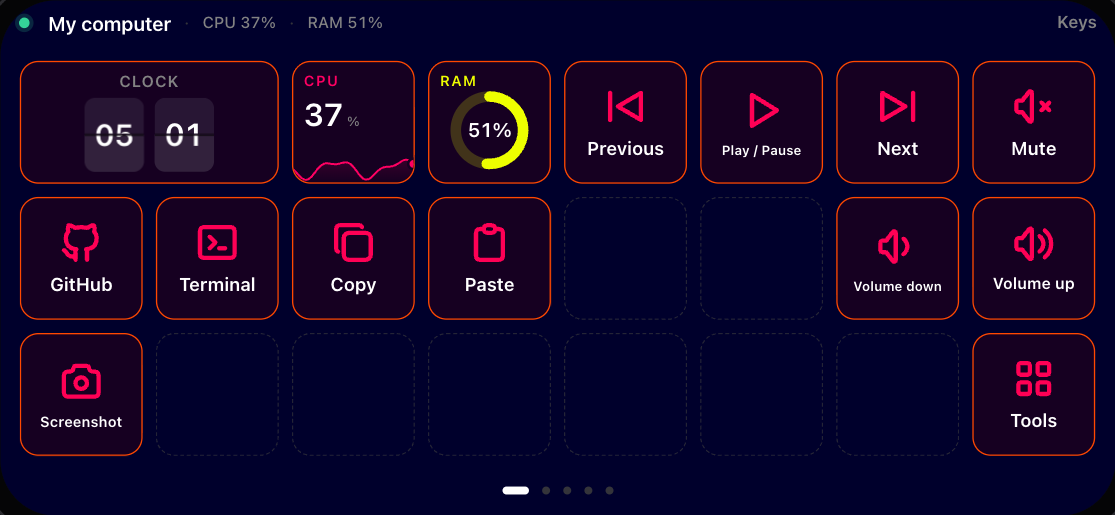 My computer · CPU 37% · RAM 51%
Keys
CLOCK
05 01
CPU
37 %
RAM
51%
Previous
Play / Pause
Next
Mute
GitHub
Terminal
Copy
Paste
Volume down
Volume up
Screenshot
Tools